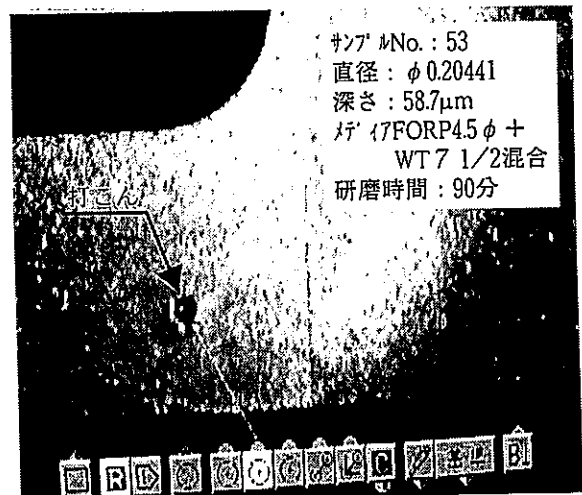 サンプルNo.：53
直径：φ0.20441
深さ：58.7μm
メディアFORP4.5φ＋
WT7 1/2混合
研磨時間：90分
打こん
R
B1